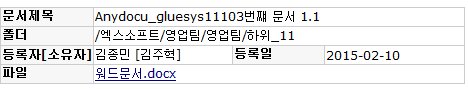 문서제목 Anydocu_gluesys11103번째 문서 1.1
폴더 /엑스소프트/영업팀/영업팀/하위_11
등록자[소유자] 김종민 [김주혁] 등록일 2015-02-10
파일 워드문서.docx